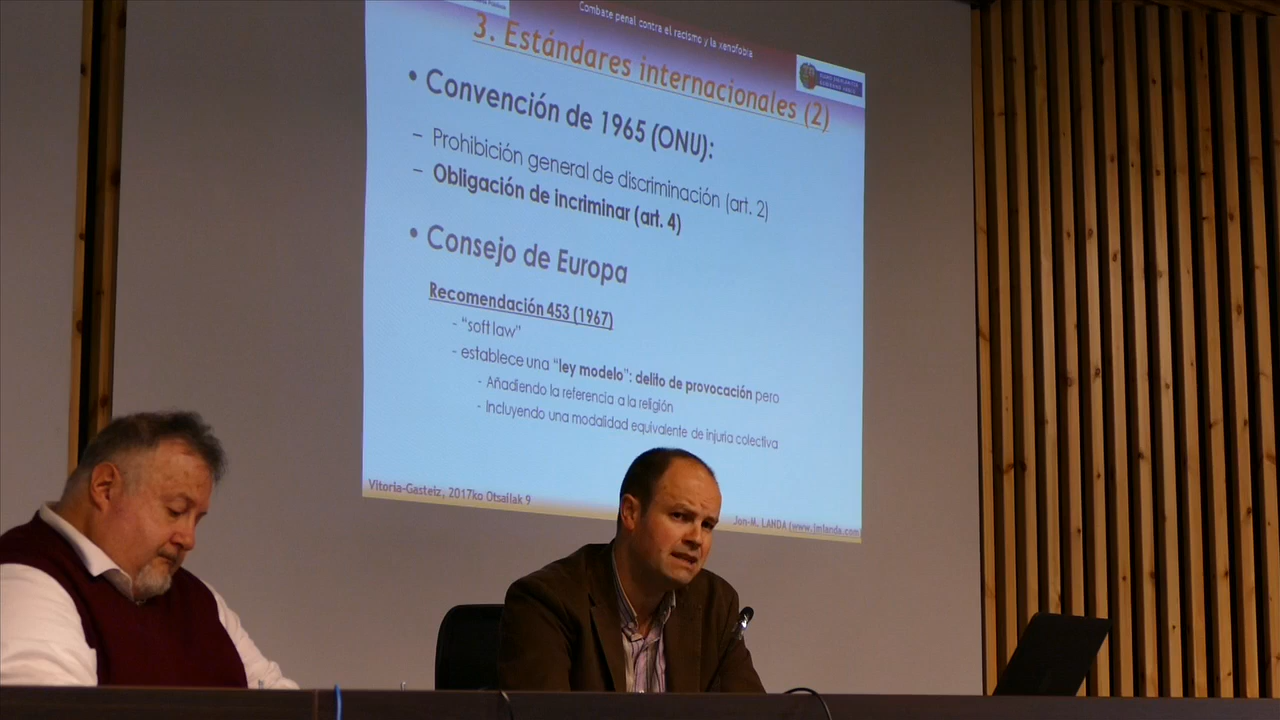 Combate penal contra el racismo y la xenofobia
3. Estándares internacionales (2)
• Convención de 1965 (ONU):
– Prohibición general de discriminación (art. 2)
– Obligación de incriminar (art. 4)
• Consejo de Europa
Recomendación 453 (1967)
- "soft law"
- establece una "ley modelo": delito de provocación pero
- Añadiendo la referencia a la religión
- Incluyendo una modalidad equivalente de injuria colectiva
Vitoria-Gasteiz, 2017ko Otsailak 9
Jon-M. LANDA (www.jmlanda.com